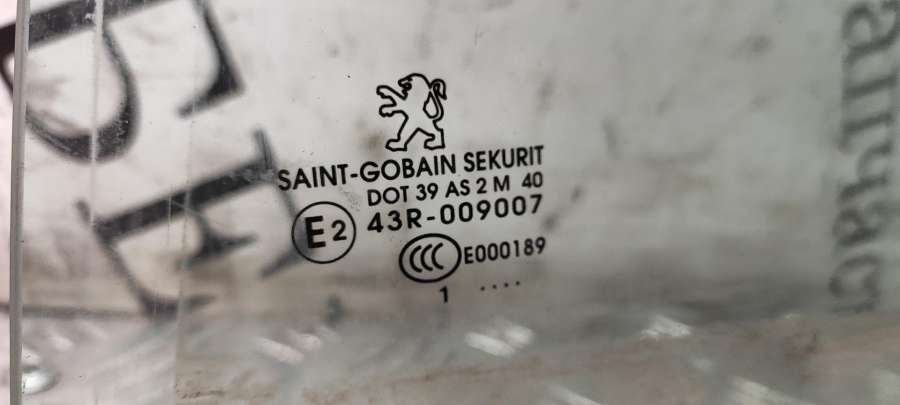 SAINT-GOBAIN SEKURIT
DOT 39 AS 2 M 40
E2 43R-009007
CCC E000189
1 ....